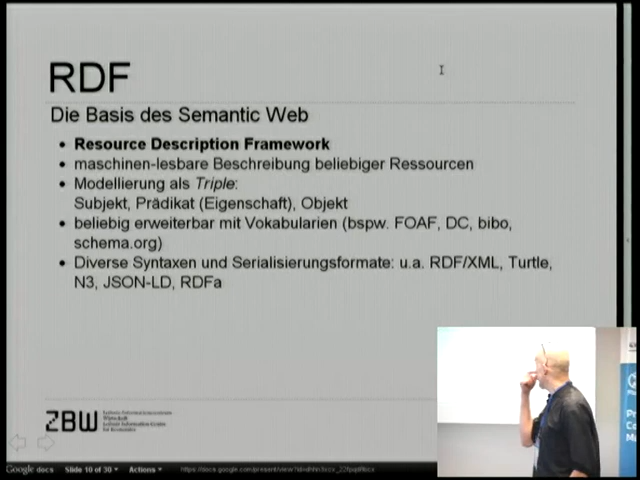 RDF
Die Basis des Semantic Web
• Resource Description Framework
• maschinen-lesbare Beschreibung beliebiger Ressourcen
• Modellierung als Triple:
Subjekt, Prädikat (Eigenschaft), Objekt
• beliebig erweiterbar mit Vokabularien (bspw. FOAF, DC, bibo,
schema.org)
• Diverse Syntaxen und Serialisierungsformate: u.a. RDF/XML, Turtle,
N3, JSON-LD, RDFa
ZBW
Google docs Slide 10 of 30 Actions